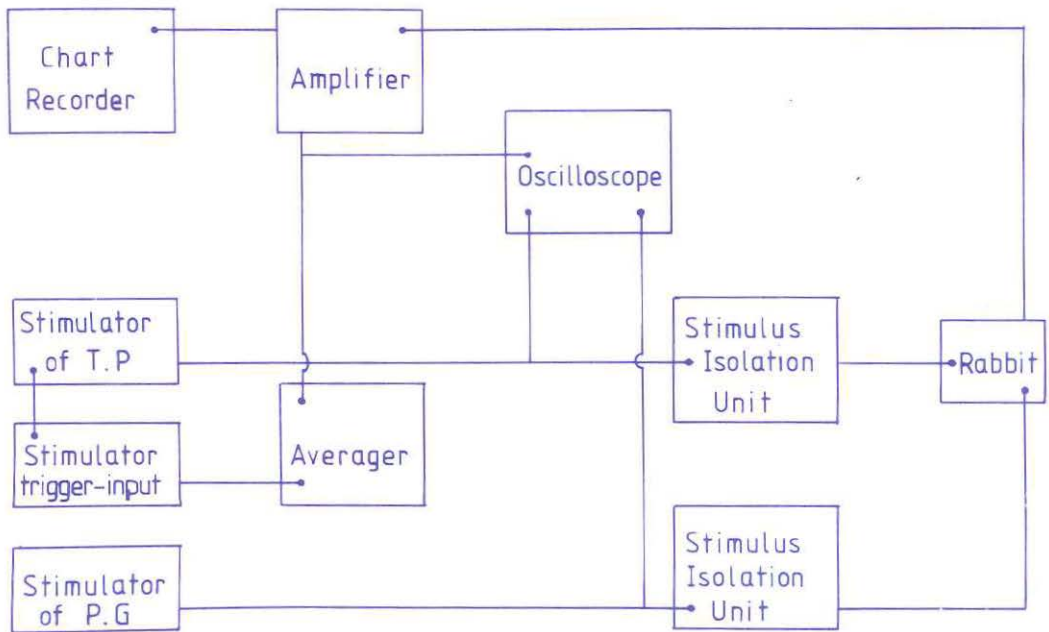 Chart
Recorder
Amplifier
Oscilloscope
Stimulator
of T.P
Stimulus
Isolation
Unit
Rabbit
Stimulator
trigger-input
Averager
Stimulator
of P.G
Stimulus
Isolation
Unit